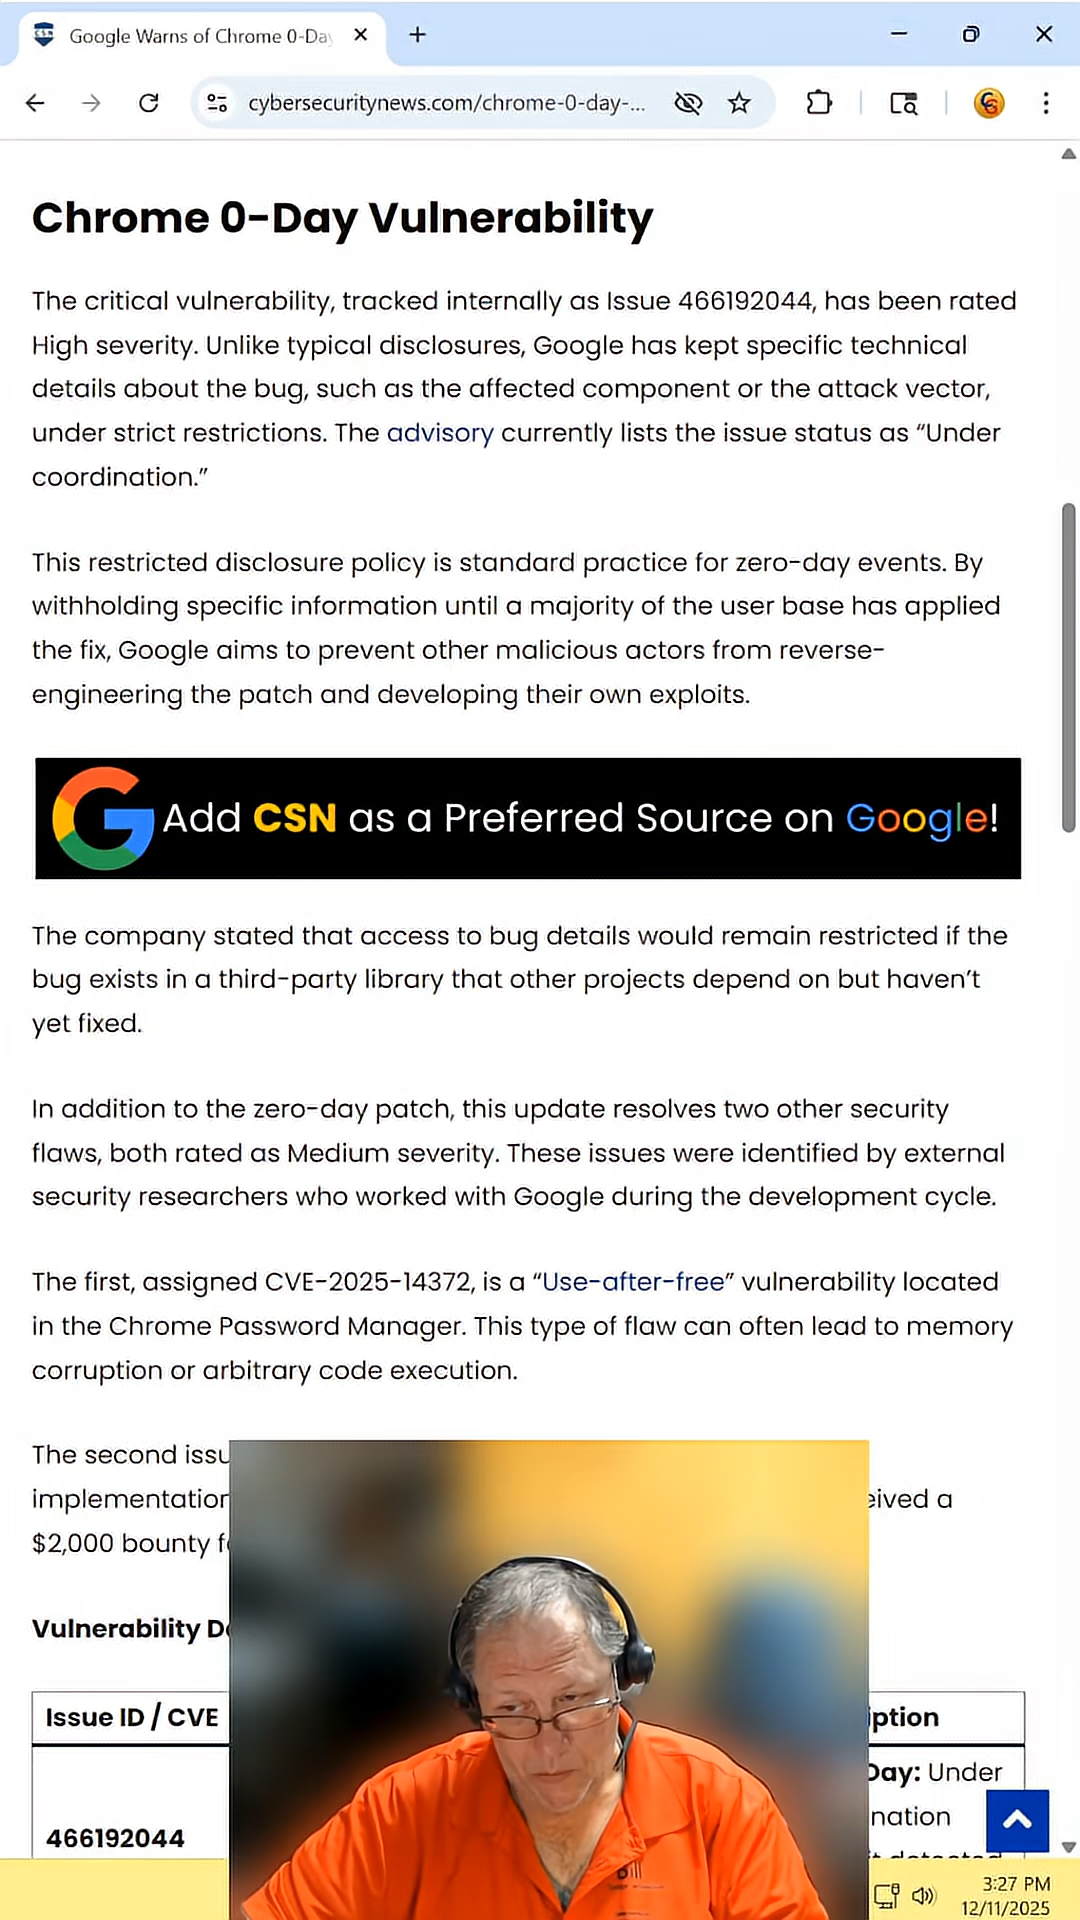 Google Warns of Chrome 0-Da
cybersecuritynews.com/chrome-0-day-...
Chrome 0-Day Vulnerability
The critical vulnerability, tracked internally as Issue 466192044, has been rated
High severity. Unlike typical disclosures, Google has kept specific technical
details about the bug, such as the affected component or the attack vector,
under strict restrictions. The advisory currently lists the issue status as “Under
coordination.”
This restricted disclosure policy is standard practice for zero-day events. By
withholding specific information until a majority of the user base has applied
the fix, Google aims to prevent other malicious actors from reverse-
engineering the patch and developing their own exploits.
Add CSN as a Preferred Source on Google!
The company stated that access to bug details would remain restricted if the
bug exists in a third-party library that other projects depend on but haven’t
yet fixed.
In addition to the zero-day patch, this update resolves two other security
flaws, both rated as Medium severity. These issues were identified by external
security researchers who worked with Google during the development cycle.
The first, assigned CVE-2025-14372, is a “Use-after-free” vulnerability located
in the Chrome Password Manager. This type of flaw can often lead to memory
corruption or arbitrary code execution.
The second issu
implementation eived a
$2,000 bounty f
Vulnerability D
Issue ID / CVE ption
Day: Under
nation
466192044
Bill
3:27 PM
12/11/2025